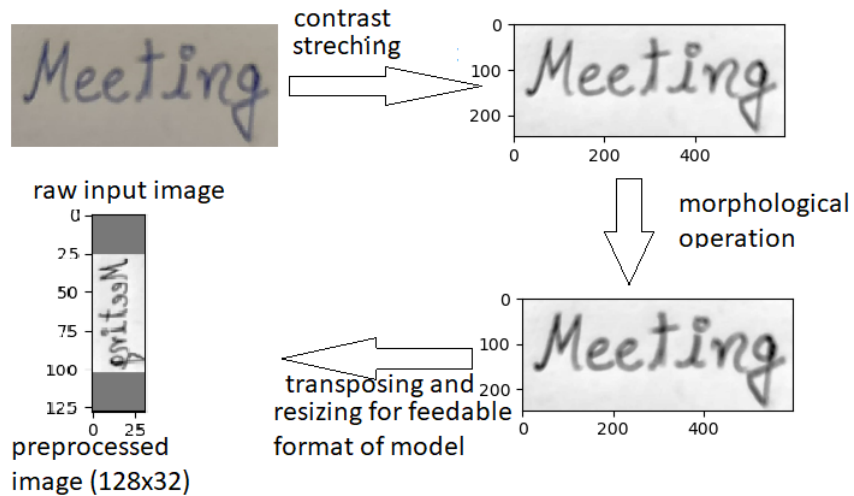 contrast
streching
Meeting
0
100
200
0
200
400
Meeting
raw input image
morphological
operation
0
25
50
75
100
125
0
25
Meeting
0
100
200
0
200
400
Meeting
transposing and
resizing for feedable
format of model
preprocessed
image (128x32)